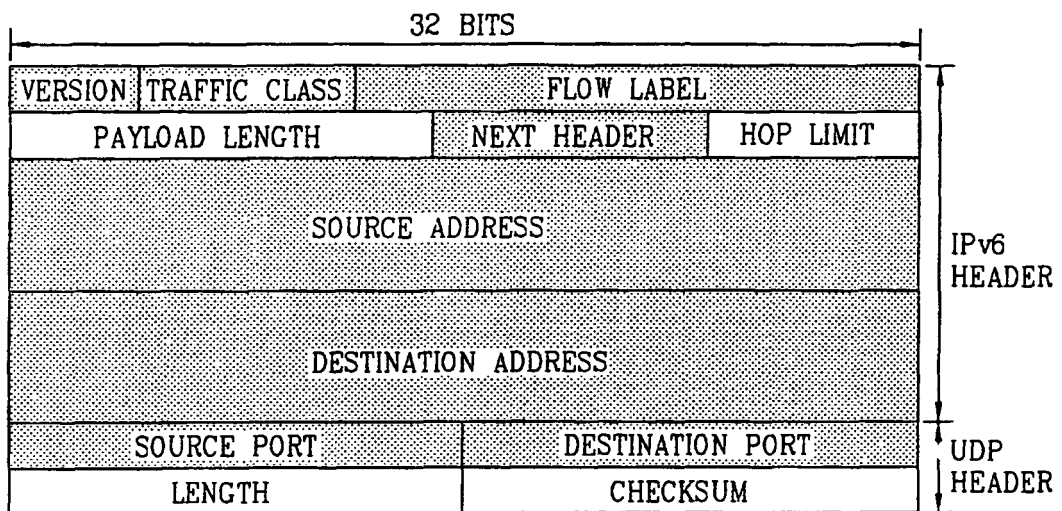 32 BITS
VERSION TRAFFIC CLASS FLOW LABEL
PAYLOAD LENGTH NEXT HEADER HOP LIMIT
SOURCE ADDRESS
IPv6
HEADER
DESTINATION ADDRESS
SOURCE PORT DESTINATION PORT
UDP
HEADER
LENGTH CHECKSUM